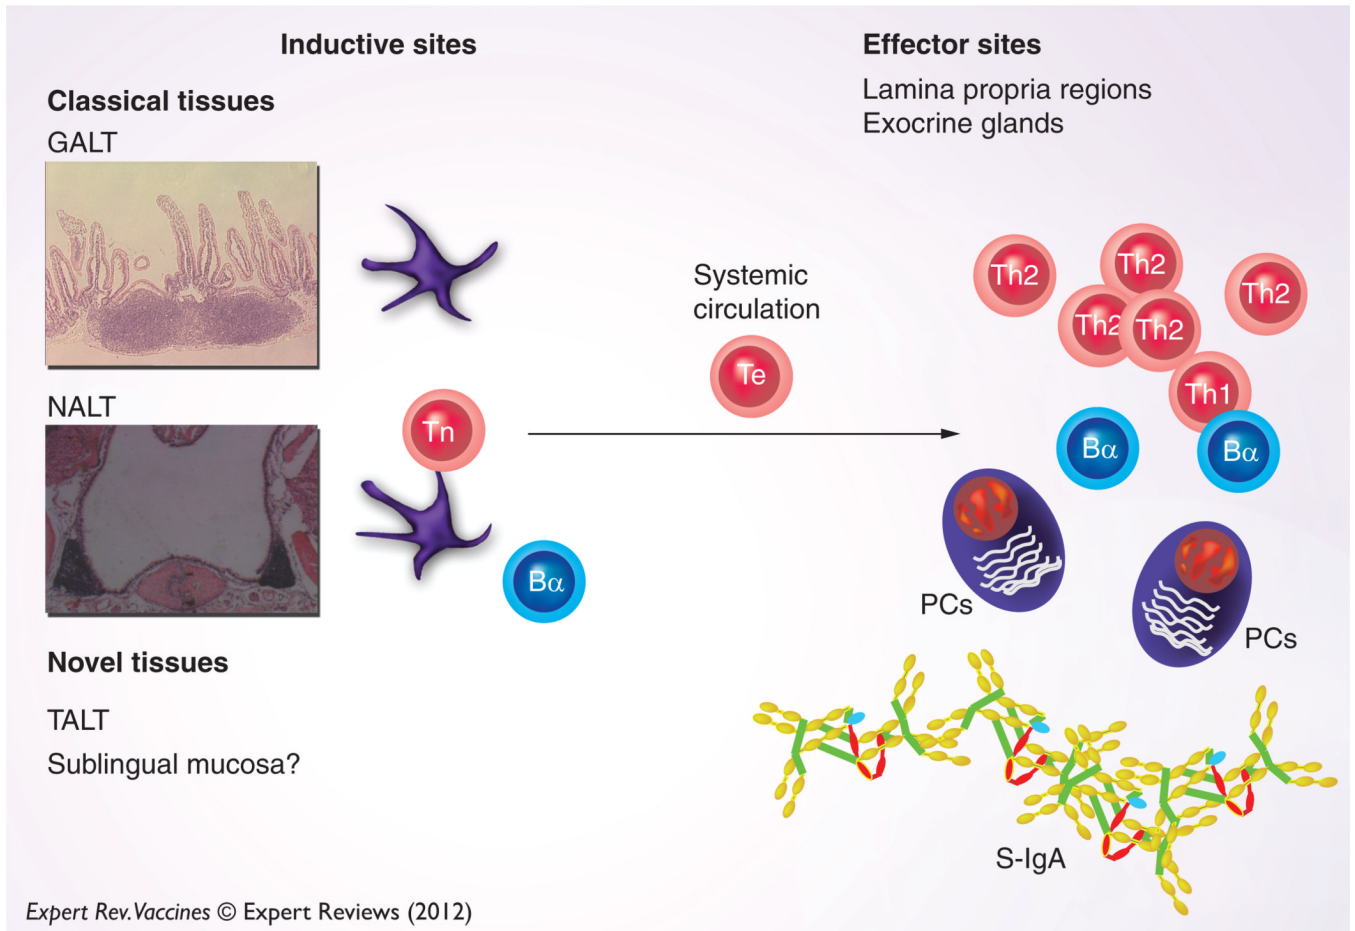 Inductive sites
Classical tissues
GALT
NALT
Tn
Bα
Novel tissues
TALT
Sublingual mucosa?
Systemic
circulation
Te
Effector sites
Lamina propria regions
Exocrine glands
Th2
Th2
Th2
Th2
Th2
Th1
Bα
Bα
PCs
PCs
S-IgA
Expert Rev. Vaccines © Expert Reviews (2012)